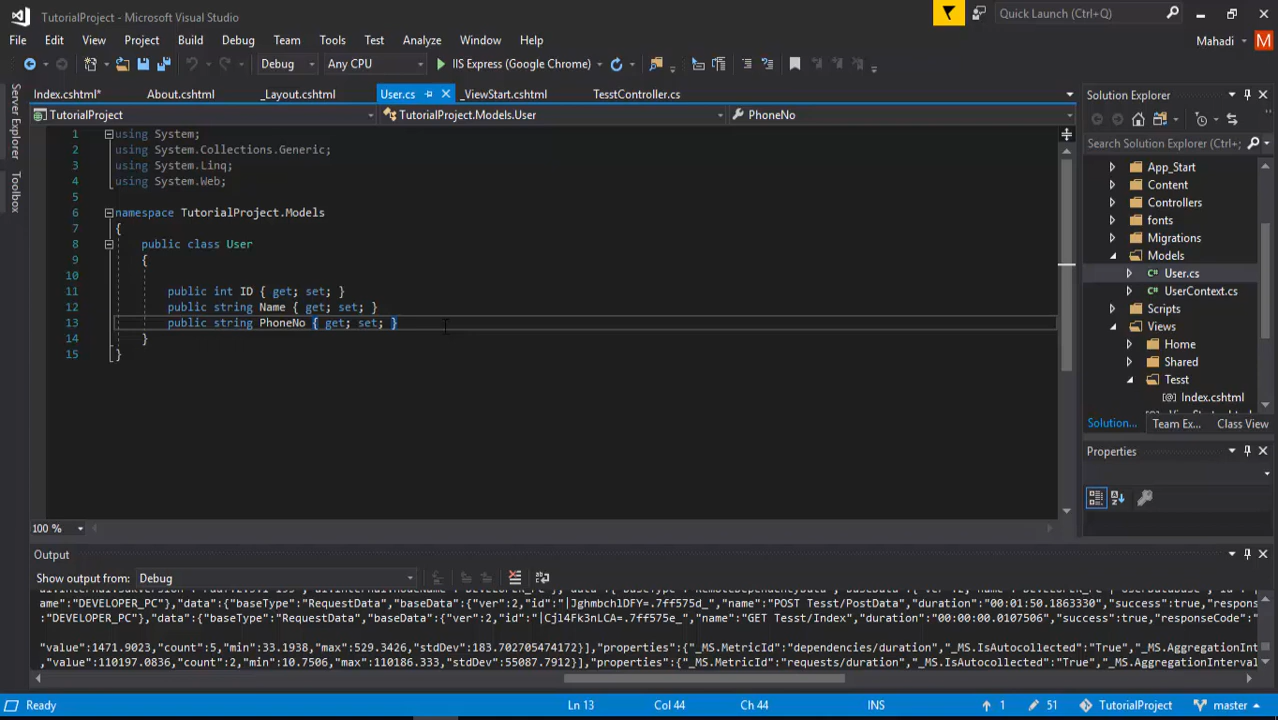 TutorialProject - Microsoft Visual Studio
Quick Launch (Ctrl+Q)
File Edit View Project Build Debug Team Tools Test Analyze Window Help
Mahadi M
Debug Any CPU IIS Express (Google Chrome)
Server Explorer
Toolbox
Index.cshtml* About.cshtml _Layout.cshtml User.cs _ViewStart.cshtml TesstController.cs
TutorialProject TutorialProject.Models.User PhoneNo
1 using System;
2 using System.Collections.Generic;
3 using System.Linq;
4 using System.Web;
5
6 namespace TutorialProject.Models
7 {
8 public class User
9 {
10
11 public int ID { get; set; }
12 public string Name { get; set; }
13 public string PhoneNo { get; set; }
14 }
15 }
100 %
Solution Explorer
Search Solution Explorer (Ctrl+;
App_Start
Content
Controllers
fonts
Migrations
Models
C# User.cs
C# UserContext.cs
Scripts
Views
Home
Shared
Tesst
[@] Index.cshtml
Solution... Team Ex... Class View
Properties
Output
Show output from: Debug
ame":"DEVELOPER_PC"},"data":{"baseType":"RequestData","baseData":{"ver":2,"id":"|JghmbchlDFY=.7ff575d_","name":"POST Tesst/PostData","duration":"00:01:50.1863330","success":true,"respons
:"DEVELOPER_PC"},"data":{"baseType":"RequestData","baseData":{"ver":2,"id":"|Cjl4Fk3nLCA=.7ff575e_","name":"GET Tesst/Index","duration":"00:00:00.0107506","success":true,"responseCode":"
"value":1471.9023,"count":5,"min":33.1938,"max":529.3426,"stdDev":183.702705474172}],"properties":{"_MS.MetricId":"dependencies/duration","_MS.IsAutocollected":"True","_MS.AggregationInt
,"value":110197.0836,"count":2,"min":10.7506,"max":110186.333,"stdDev":55087.7912}],"properties":{"_MS.MetricId":"requests/duration","_MS.IsAutocollected":"True","_MS.AggregationInterval
Ready Ln 13 Col 44 Ch 44 INS 1 51 TutorialProject master